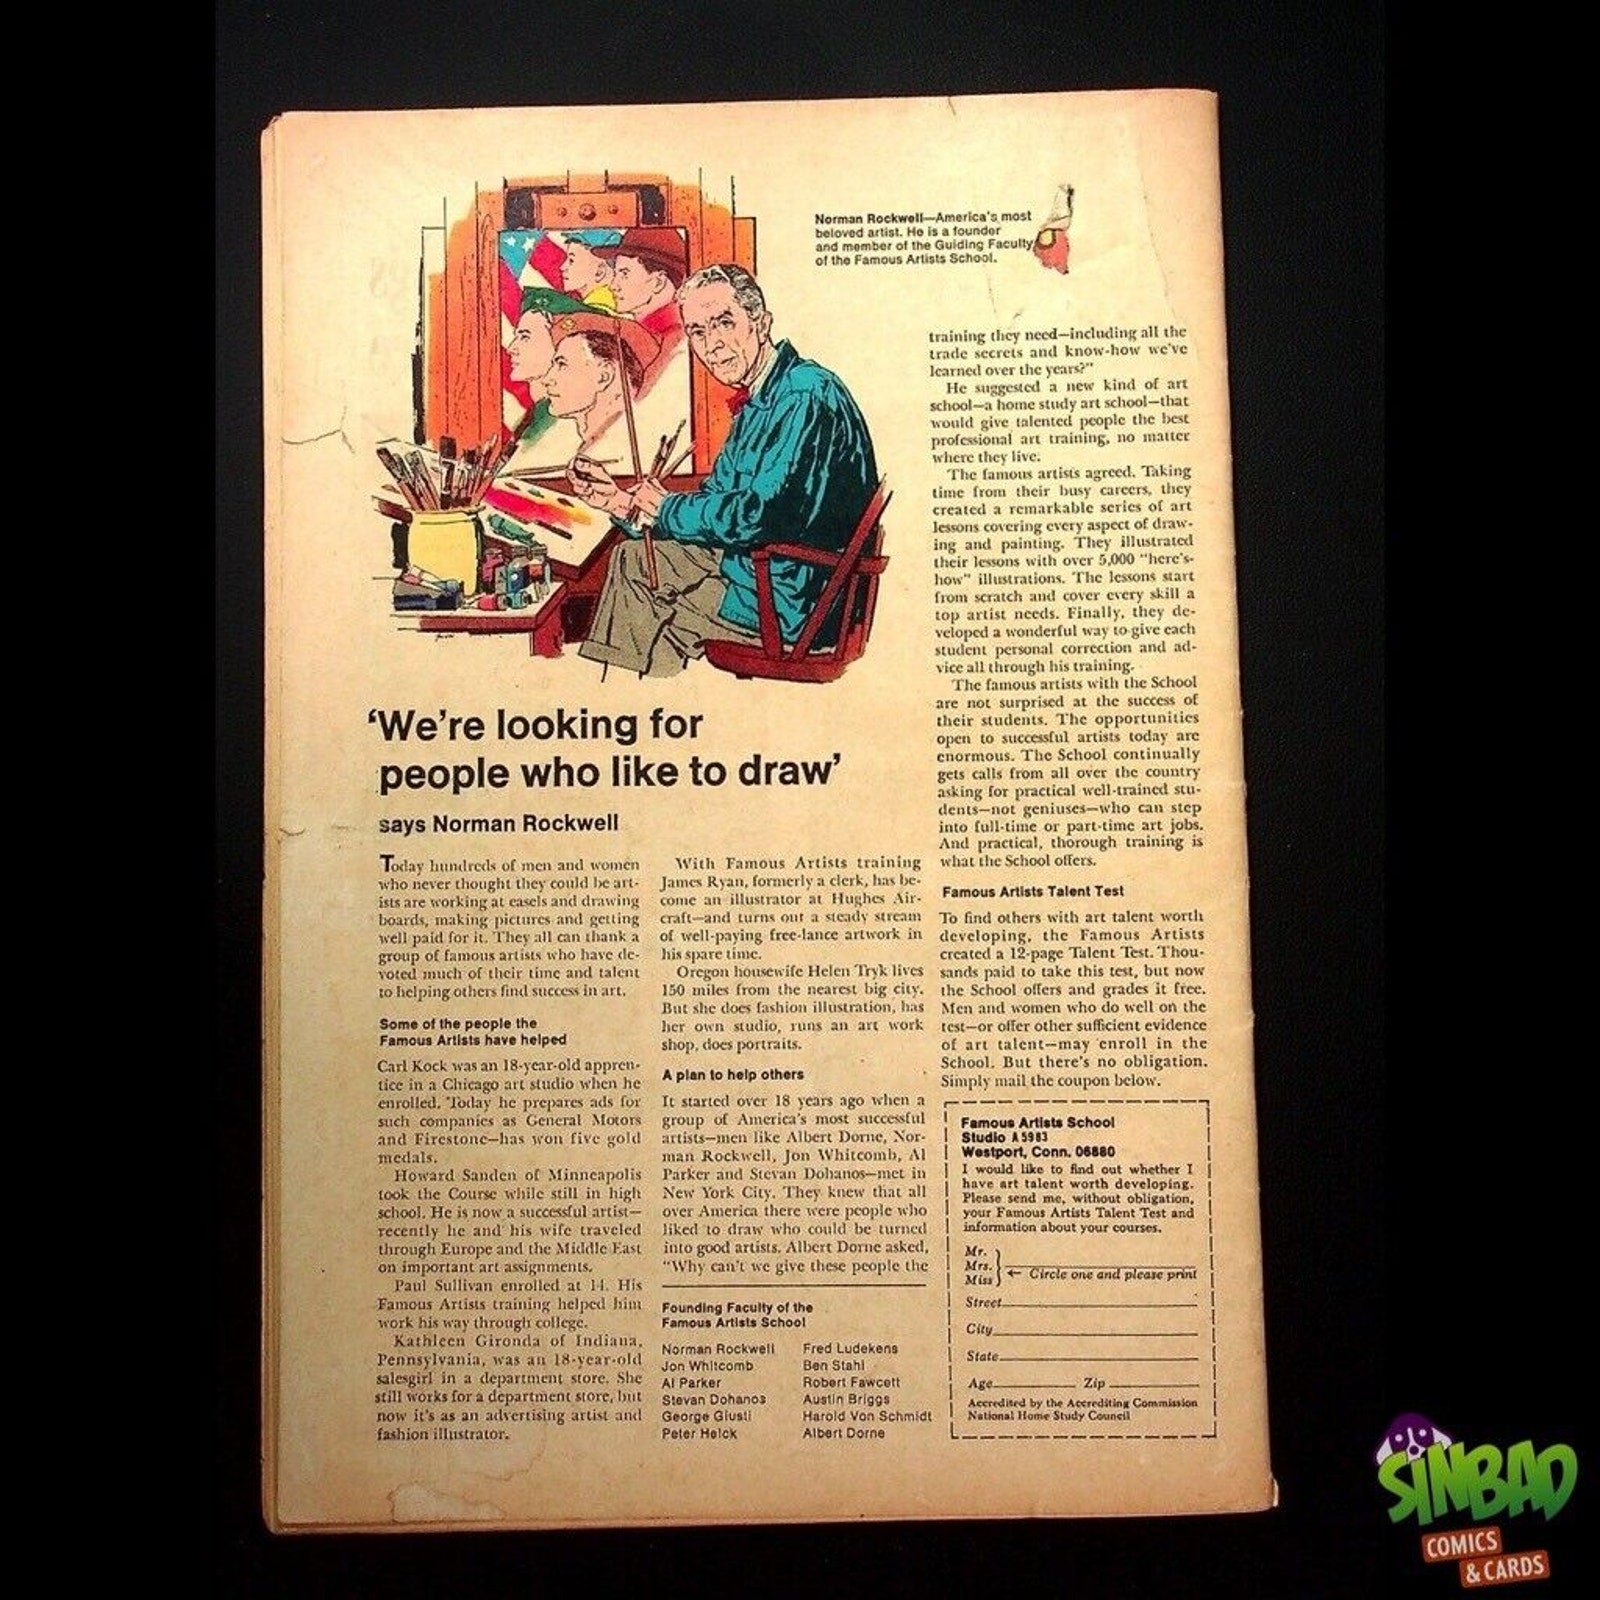 Norman Rockwell—America's most
beloved artist. He is a founder
and member of the Guiding Faculty
of the Famous Artists School.
'We're looking for
people who like to draw'
says Norman Rockwell
Today hundreds of men and women
who never thought they could be art-
ists are working at easels and drawing
boards, making pictures and getting
well paid for it. They all can thank a
group of famous artists who have de-
voted much of their time and talent
to helping others find success in art.
Some of the people the
Famous Artists have helped
Carl Kock was an 18-year-old appren-
tice in a Chicago art studio when he
enrolled. Today he prepares ads for
such companies as General Motors
and Firestone—has won five gold
medals.
Howard Sanden of Minneapolis
took the Course while still in high
school. He is now a successful artist—
recently he and his wife traveled
through Europe and the Middle East
on important art assignments.
Paul Sullivan enrolled at 14. His
Famous Artists training helped him
work his way through college.
Kathleen Gironda of Indiana,
Pennsylvania, was an 18-year-old
salesgirl in a department store. She
still works for a department store, but
now it's as an advertising artist and
fashion illustrator.
With Famous Artists training
James Ryan, formerly a clerk, has be-
come an illustrator at Hughes Air-
craft—and turns out a steady stream
of well-paying free-lance artwork in
his spare time.
Oregon housewife Helen Tryk lives
150 miles from the nearest big city.
But she does fashion illustration, has
her own studio, runs an art work
shop, does portraits.
A plan to help others
It started over 18 years ago when a
group of America's most successful
artists—men like Albert Dorne, Nor-
man Rockwell, Jon Whitcomb, Al
Parker and Stevan Dohanos—met in
New York City. They knew that all
over America there were people who
liked to draw who could be turned
into good artists. Albert Dorne asked,
"Why can't we give these people the
training they need—including all the
trade secrets and know-how we've
learned over the years?"
He suggested a new kind of art
school—a home study art school—that
would give talented people the best
professional art training, no matter
where they live.
The famous artists agreed. Taking
time from their busy careers, they
created a remarkable series of art
lessons covering every aspect of draw-
ing and painting. They illustrated
their lessons with over 5,000 "here's-
how" illustrations. The lessons start
from scratch and cover every skill a
top artist needs. Finally, they de-
veloped a wonderful way to give each
student personal correction and ad-
vice all through his training.
The famous artists with the School
are not surprised at the success of
their students. The opportunities
open to successful artists today are
enormous. The School continually
gets calls from all over the country
asking for practical well-trained stu-
dents—not geniuses—who can step
into full-time or part-time art jobs.
And practical, thorough training is
what the School offers.
Famous Artists Talent Test
To find others with art talent worth
developing, the Famous Artists
created a 12-page Talent Test. Thou-
sands paid to take this test, but now
the School offers and grades it free.
Men and women who do well on the
test—or offer other sufficient evidence
of art talent—may enroll in the
School. But there's no obligation.
Simply mail the coupon below.
Founding Faculty of the
Famous Artists School
Norman Rockwell
Jon Whitcomb
Al Parker
Stevan Dohanos
George Giusti
Peter Helck
Fred Ludekens
Ben Stahl
Robert Fawcett
Austin Briggs
Harold Von Schmidt
Albert Dorne
Famous Artists School
Studio A5983
Westport, Conn. 06880
I would like to find out whether I
have art talent worth developing.
Please send me, without obligation,
your Famous Artists Talent Test and
information about your courses.
Mr.
Mrs.
Miss ← Circle one and please print
Street
City
State
Age Zip
Accredited by the Accrediting Commission
National Home Study Council
SINBAD
COMICS
& CARDS